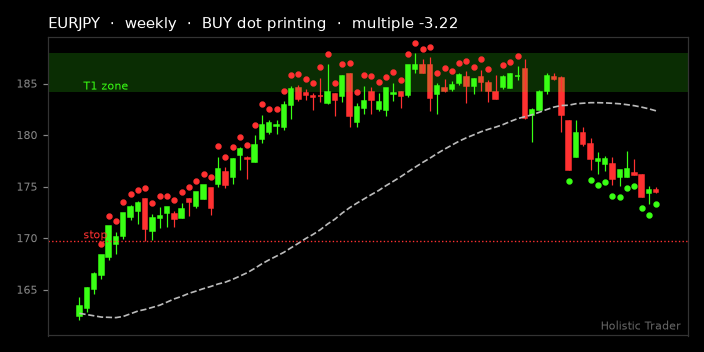 EURJPY · weekly · BUY dot printing · multiple -3.22
185
T1 zone
180
175
170
stop
165
Holistic Trader